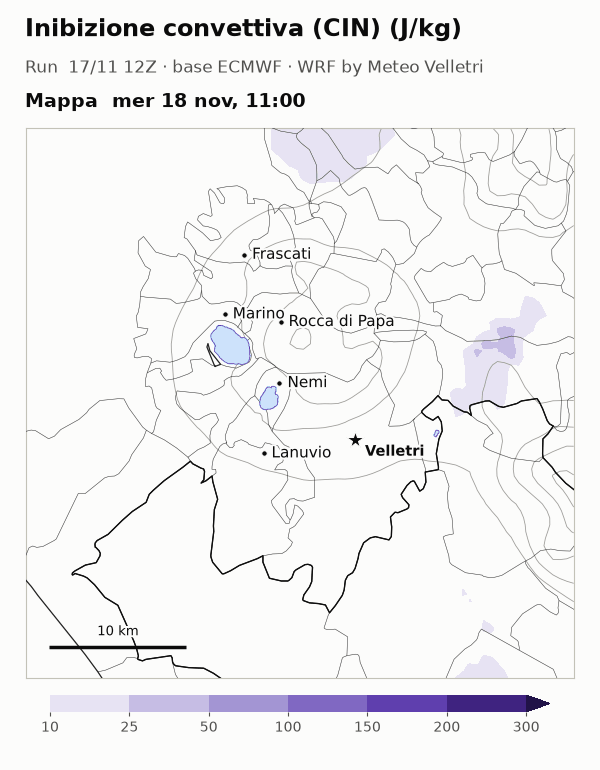 Inibizione convettiva (CIN) (J/kg)
Run  17/11 12Z · base ECMWF · WRF by Meteo Velletri
Mappa  mer 18 nov, 11:00
Frascati
Marino
Rocca di Papa
Nemi
Velletri
Lanuvio
10 km
10 25 50 100 150 200 300